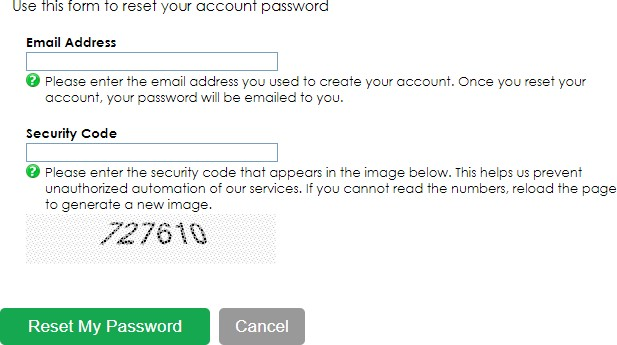 Use this form to reset your account password
Email Address
Please enter the email address you used to create your account. Once you reset your
account, your password will be emailed to you.
Security Code
Please enter the security code that appears in the image below. This helps us prevent
unauthorized automation of our services. If you cannot read the numbers, reload the page
to generate a new image.
727610
Reset My Password
Cancel